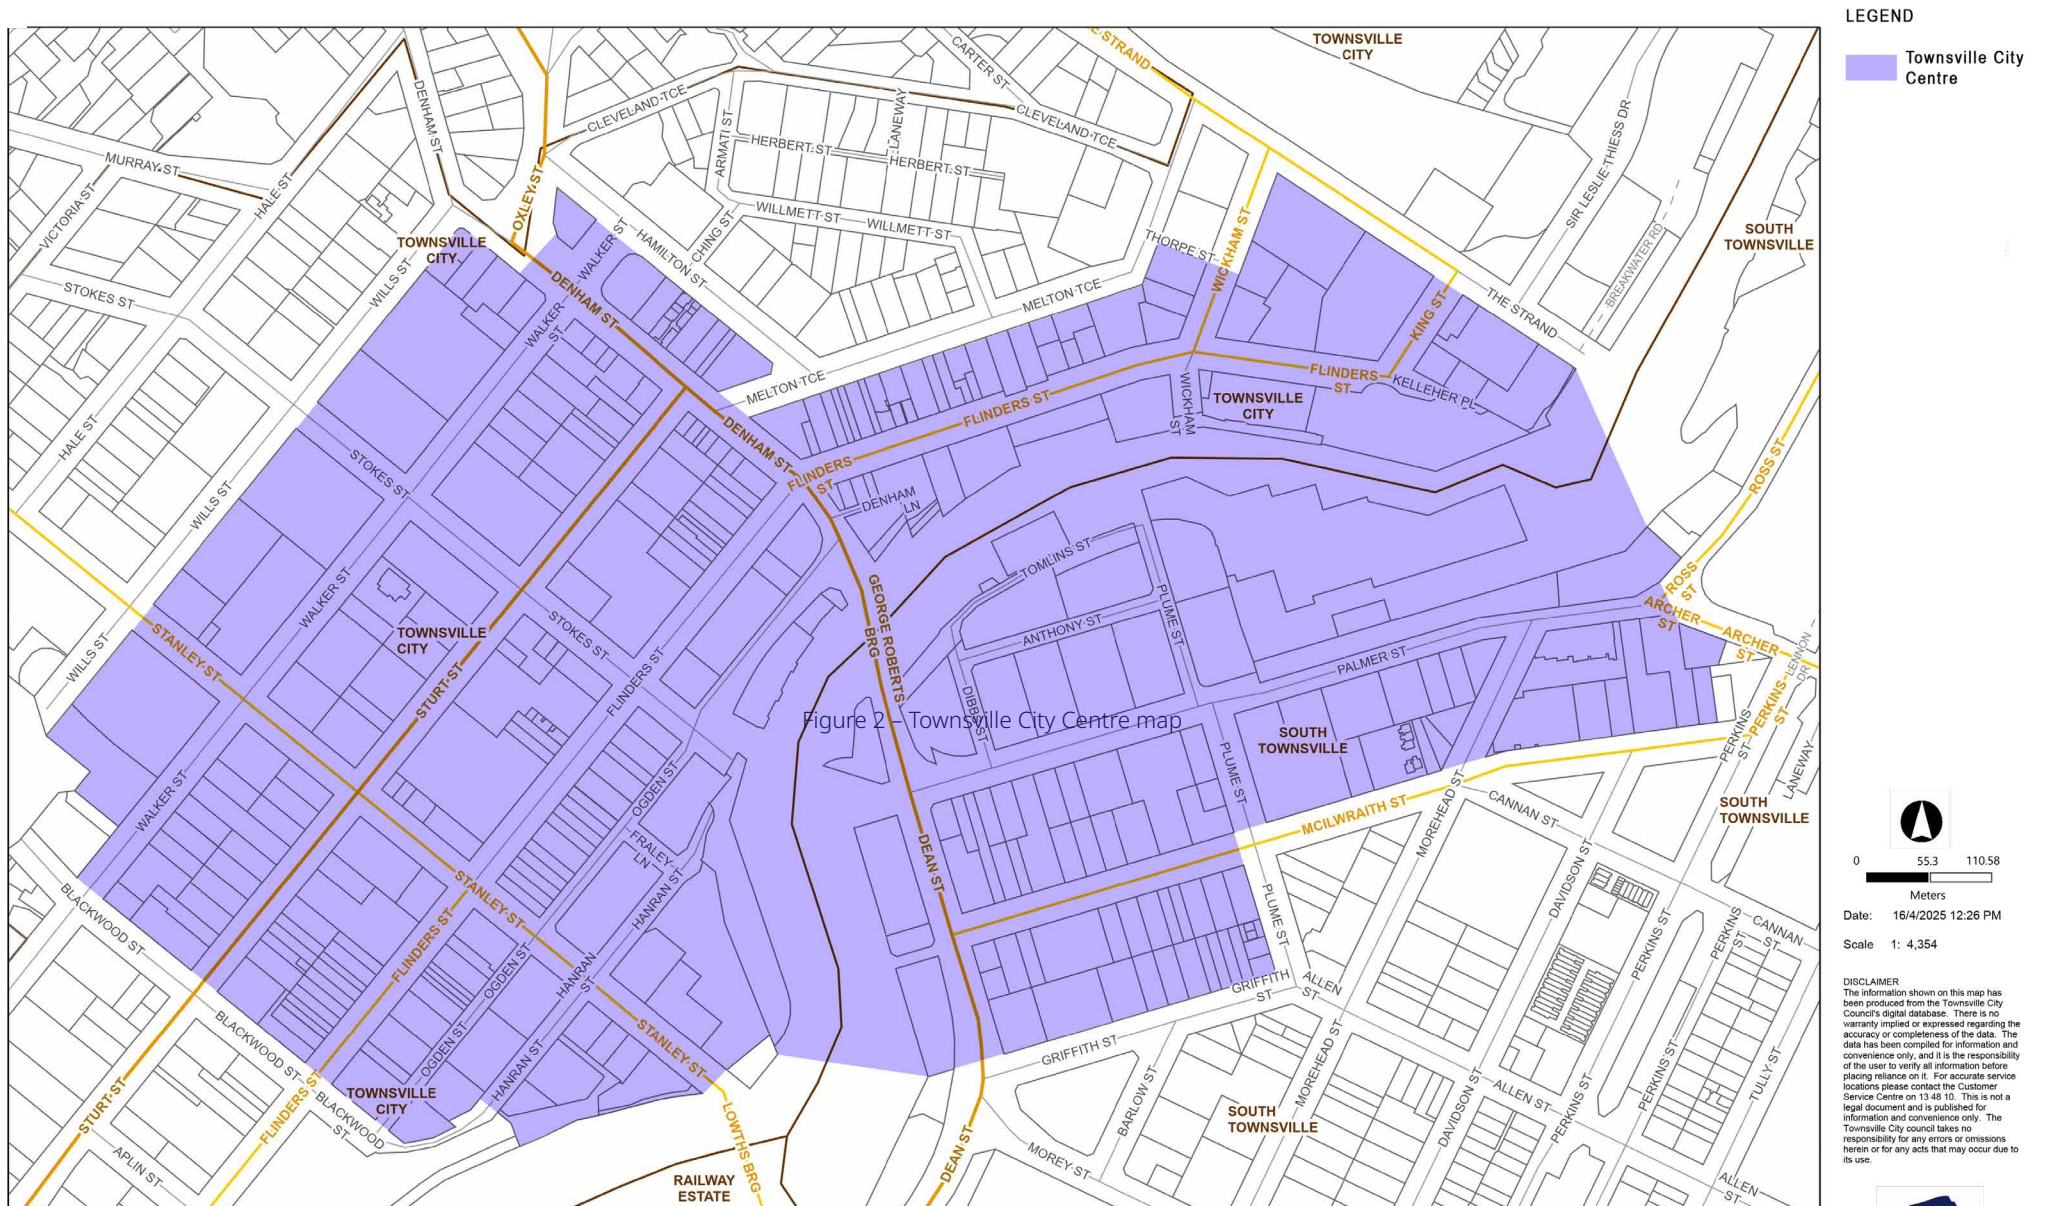 LEGEND
Townsville City
Centre
E STRAND
CARTER ST
TOWNSVILLE
CITY
DENHAM ST
CLEVELAND TCE
LANEWAY
CLEVELAND TCE
ARMATI ST
HERBERT ST
HERBERT ST
SIR LESLIE THIESS DR
MURRAY ST
HALE ST
VICTORIA ST
OXLEY ST
WILLMETT ST
WILLMETT ST
CHING ST
HAMILTON ST
WALKER ST
THORPE ST
WICKHAM ST
BREAKWATER RD
SOUTH
TOWNSVILLE
TOWNSVILLE
CITY
WILLS ST
STOKES ST
DENHAM ST
WALKER
ST
MELTON TCE
THE STRAND
KING ST
MELTON TCE
FLINDERS
ST
KELLEHER PL
WICKHAM
ST
TOWNSVILLE
CITY
FLINDERS ST
HALE ST
DENHAM ST
FLINDERS
ST
STOKES ST
WILLS ST
DENHAM
LN
ROSS ST
TOMLINS ST
WALKER ST
GEORGE ROBERTS
BRG
PLUME ST
ANTHONY ST
ROSS
ST
ARCHER
ST
ARCHER
ST
LENNON
DR
STANLEY ST
WILLS ST
TOWNSVILLE
CITY
STOKES ST
FLINDERS ST
STURT ST
PALMER ST
DIBBS ST
PERKINS
ST
PERKINS
ST
Figure 2 – Townsville City Centre map
SOUTH
TOWNSVILLE
PLUME ST
LANEWAY
OGDEN ST
WALKER ST
MCILWRAITH ST
MOREHEAD ST
CANNAN ST
SOUTH
TOWNSVILLE
FRALEY
LN
DEAN ST
STANLEY ST
HANRAN ST
DAVIDSON ST
PLUME ST
BLACKWOOD ST
FLINDERS ST
OGDEN ST
HANRAN
ST
PERKINS ST
PERKINS
ST
CANNAN
ST
GRIFFITH
ST
ALLEN
ST
BLACKWOOD ST
STANLEY ST
GRIFFITH ST
OGDEN ST
HANRAN ST
MOREHEAD ST
PERKINS ST
TULLY ST
STURT ST
FLINDERS ST
TOWNSVILLE
CITY
BLACKWOOD
ST
LOWTHS BRG
BARLOW ST
SOUTH
TOWNSVILLE
DAVIDSON ST
ALLEN ST
PERKINS ST
APLIN ST
RAILWAY
ESTATE
DEAN ST
MOREY ST
ALLEN
ST
0 55.3 110.58
Meters
Date: 16/4/2025 12:26 PM
Scale 1: 4,354
DISCLAIMER
The information shown on this map has
been produced from the Townsville City
Council's digital database. There is no
warranty implied or expressed regarding the
accuracy or completeness of the data. The
data has been compiled for information and
convenience only, and it is the responsibility
of the user to verify all information before
placing reliance on it. For accurate service
locations please contact the Customer
Service Centre on 13 48 10. This is not a
legal document and is published for
information and convenience only. The
Townsville City council takes no
responsibility for any errors or omissions
herein or for any acts that may occur due to
its use.